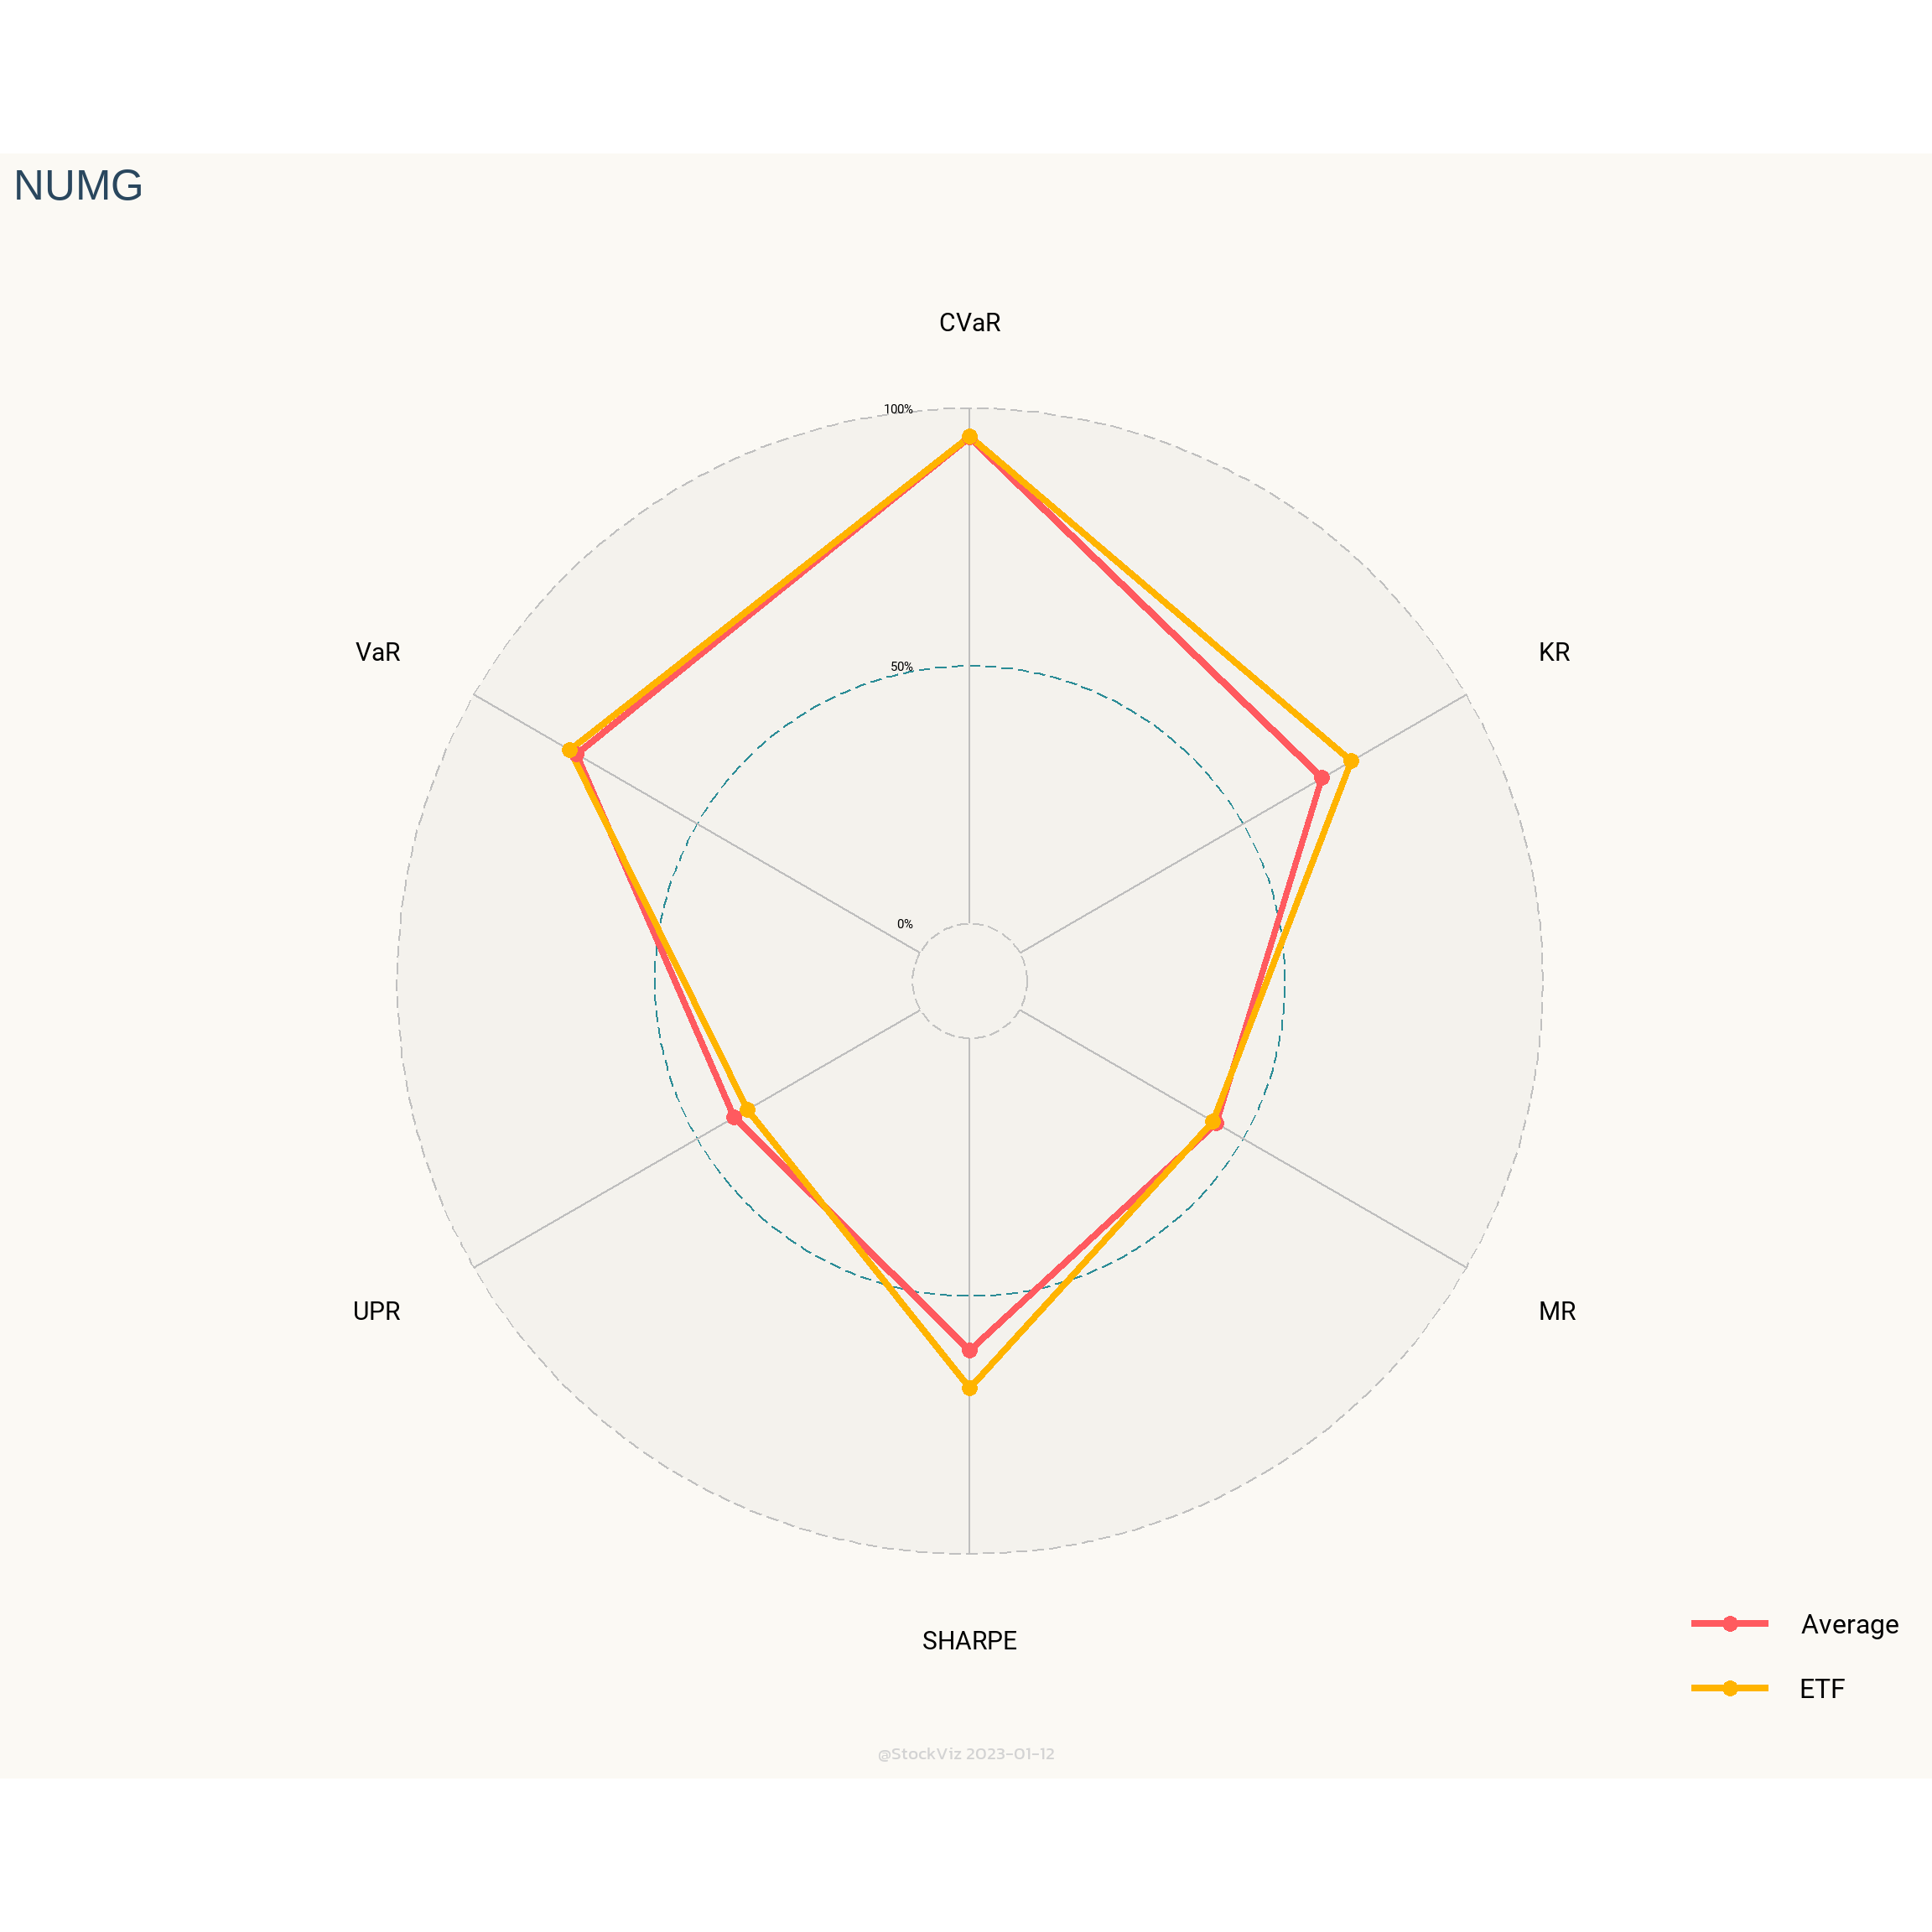 NUMG
CVaR
100%
KR
VaR
50%
0%
UPR
MR
SHARPE
Average
ETF
@StockViz 2023-01-12